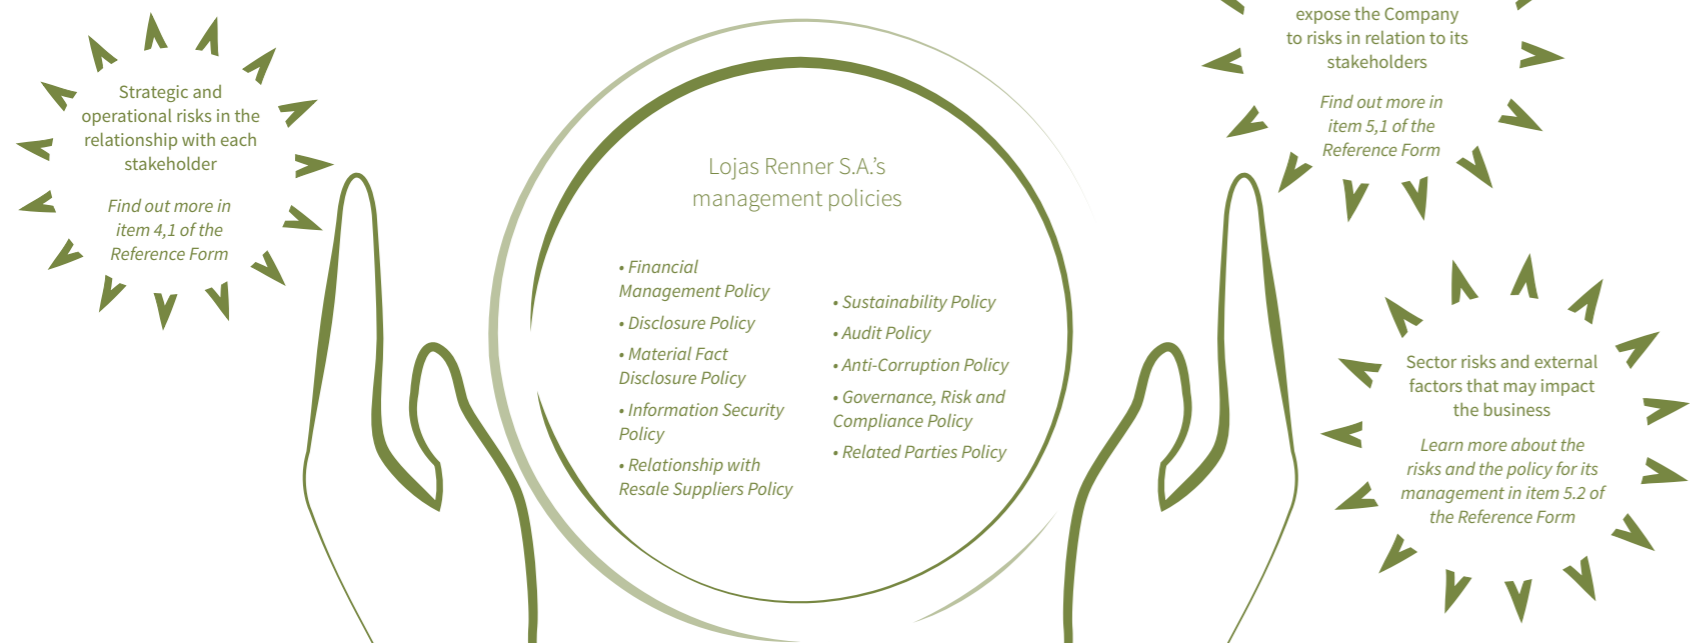 Strategic and
operational risks in the
relationship with each
stakeholder
Find out more in
item 4,1 of the
Reference Form
Lojas Renner S.A.'s
management policies
• Financial
Management Policy
• Disclosure Policy
• Material Fact
Disclosure Policy
• Information Security
Policy
• Relationship with
Resale Suppliers Policy
• Sustainability Policy
• Audit Policy
• Anti-Corruption Policy
• Governance, Risk and
Compliance Policy
• Related Parties Policy
expose the Company
to risks in relation to its
stakeholders
Find out more in
item 5,1 of the
Reference Form
Sector risks and external
factors that may impact
the business
Learn more about the
risks and the policy for its
management in item 5.2 of
the Reference Form